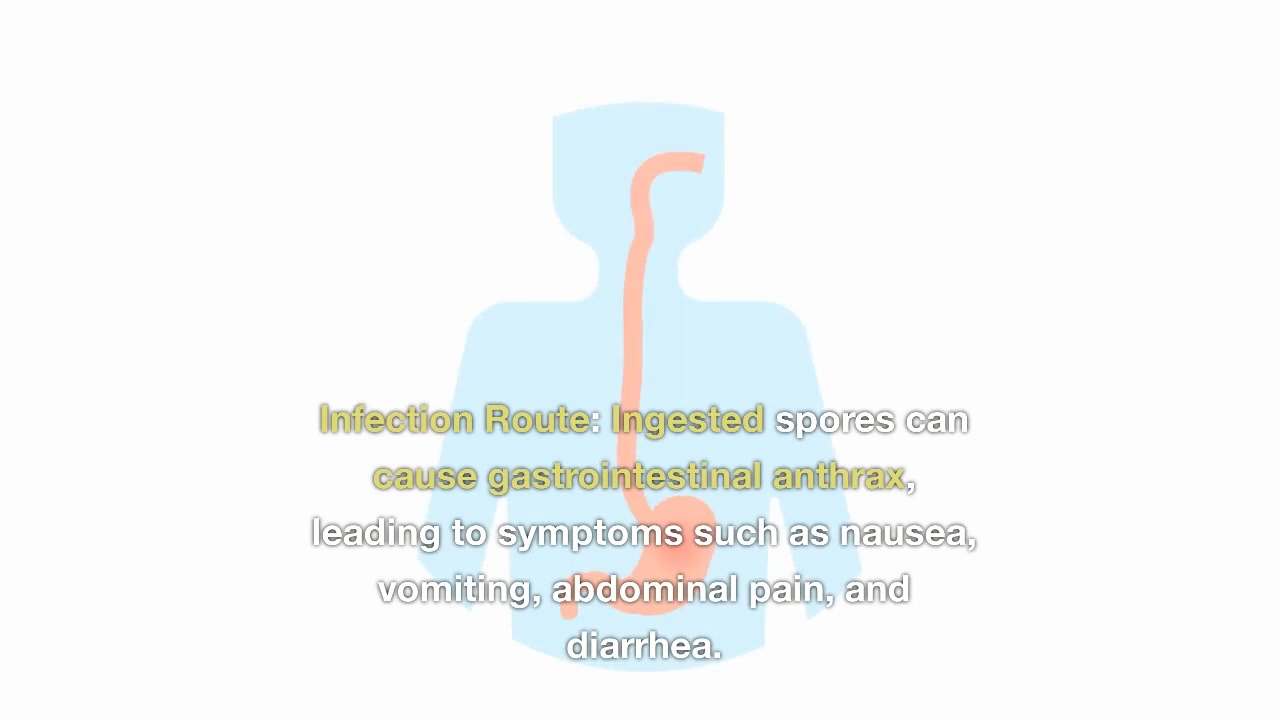 Infection Route: Ingested spores can
cause gastrointestinal anthrax,
leading to symptoms such as nausea,
vomiting, abdominal pain, and
diarrhea.